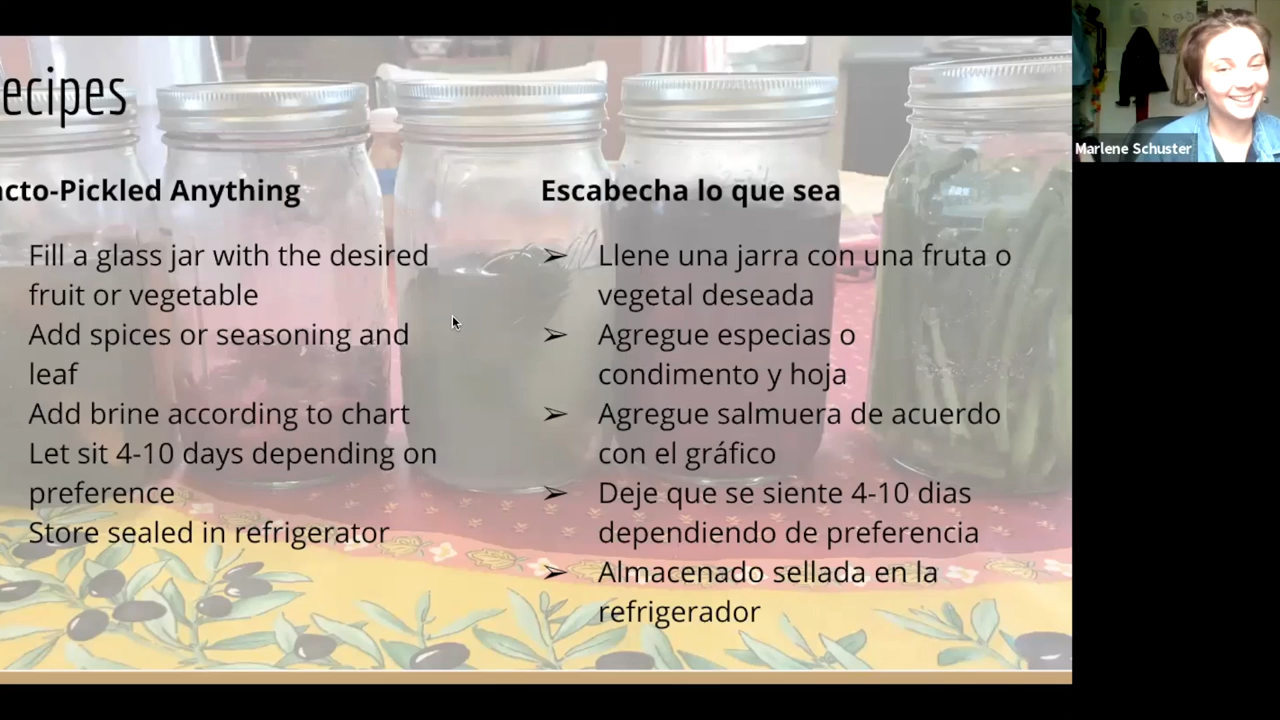 ecipes
cto-Pickled Anything
Fill a glass jar with the desired
fruit or vegetable
Add spices or seasoning and
leaf
Add brine according to chart
Let sit 4-10 days depending on
preference
Store sealed in refrigerator
Escabecha lo que sea
➢ Llene una jarra con una fruta o
vegetal deseada
➢ Agregue especias o
condimento y hoja
➢ Agregue salmuera de acuerdo
con el gráfico
➢ Deje que se siente 4-10 dias
dependiendo de preferencia
➢ Almacenado sellada en la
refrigerador
Marlene Schuster